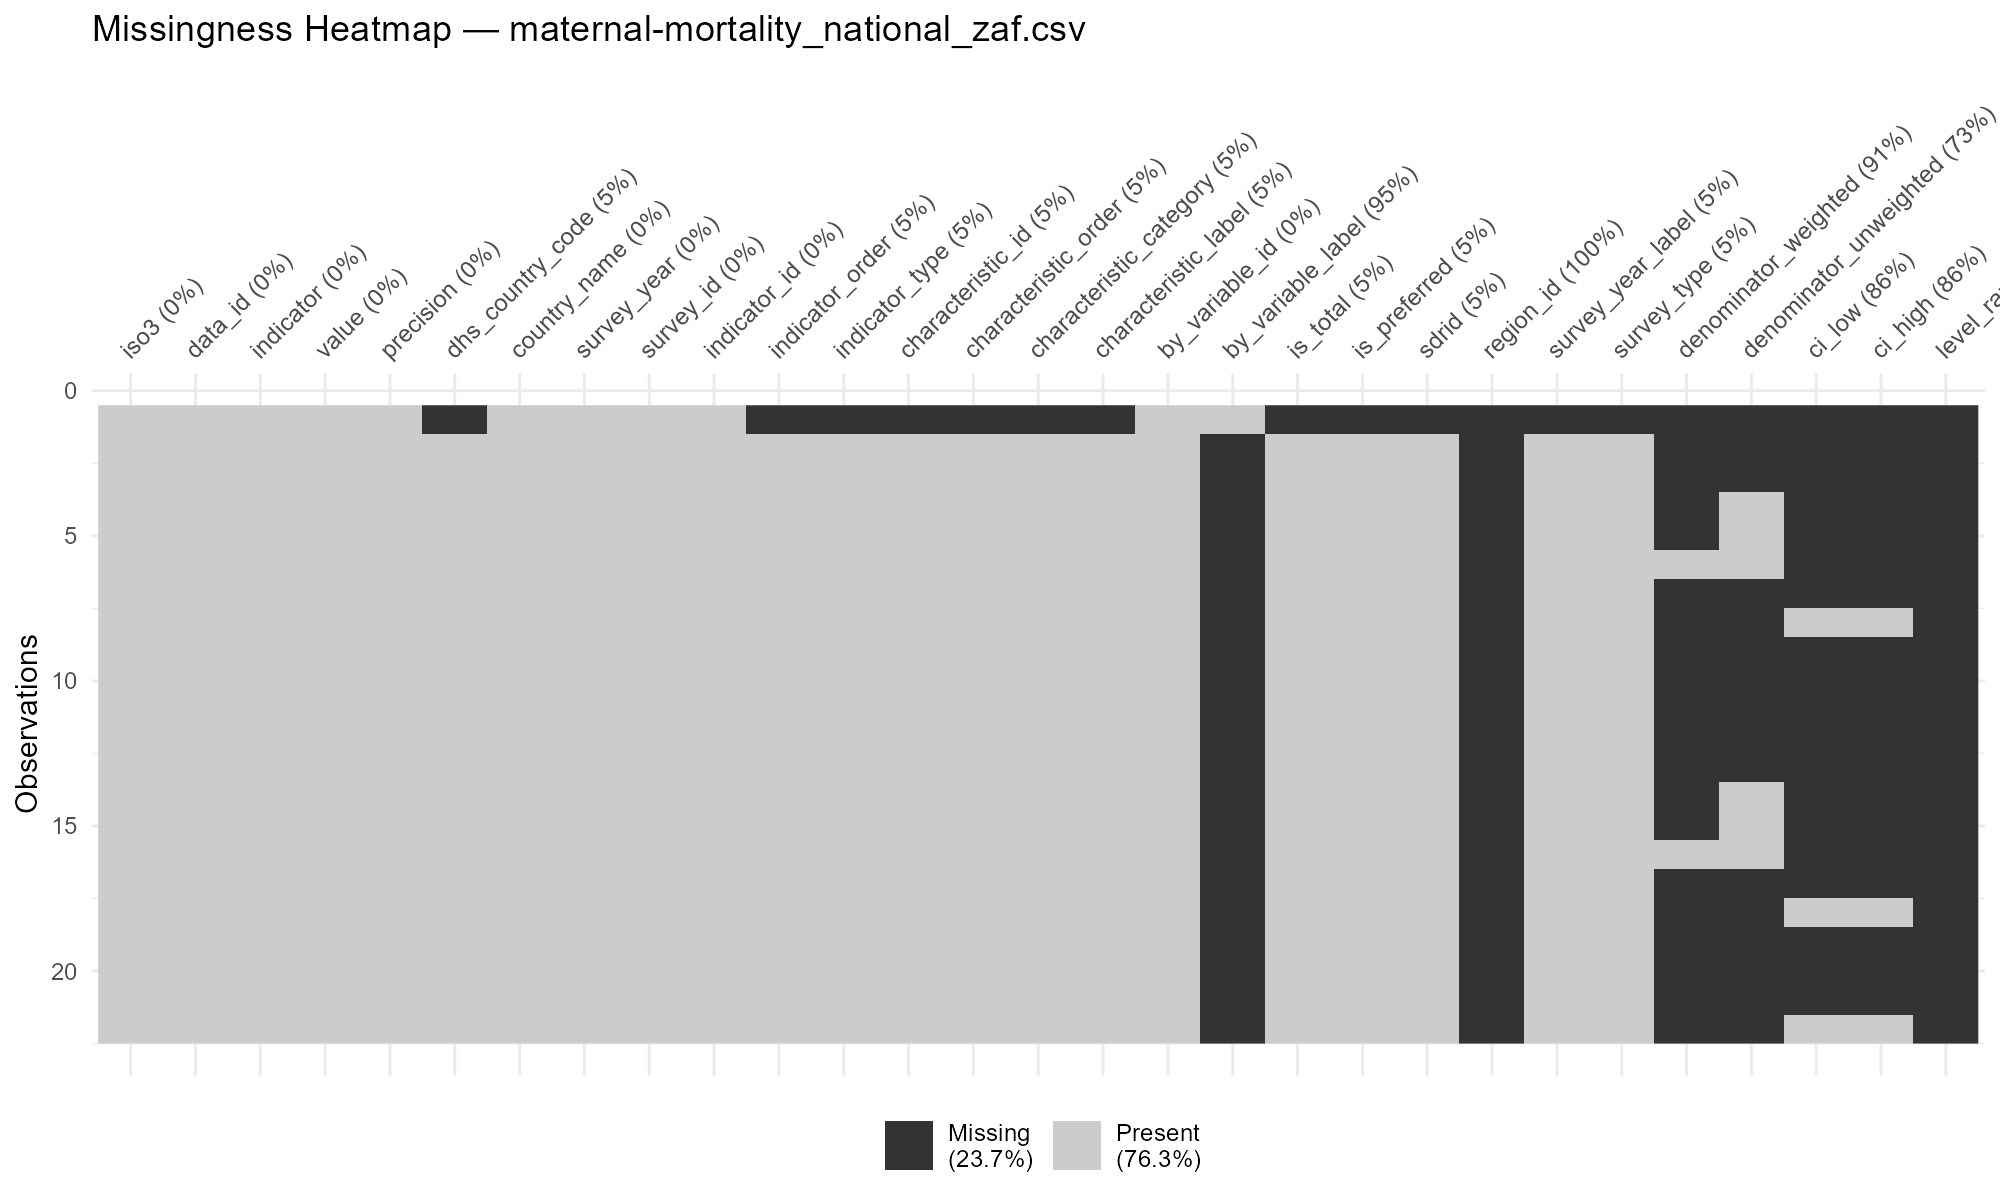 Missingness Heatmap — maternal-mortality_national_zaf.csv
iso3 (0%)
data_id (0%)
indicator (0%)
value (0%)
precision (0%)
dhs_country_code (5%)
country_name (0%)
survey_year (0%)
survey_id (0%)
indicator_id (0%)
indicator_order (5%)
indicator_type (5%)
characteristic_id (5%)
characteristic_order (5%)
characteristic_category (5%)
characteristic_label (5%)
by_variable_id (0%)
by_variable_label (95%)
is_total (5%)
is_preferred (5%)
sdrid (5%)
region_id (100%)
survey_year_label (5%)
survey_type (5%)
denominator_weighted (91%)
denominator_unweighted (73%)
ci_low (86%)
ci_high (86%)
0
5
10
15
20
Observations
Missing
(23.7%)
Present
(76.3%)